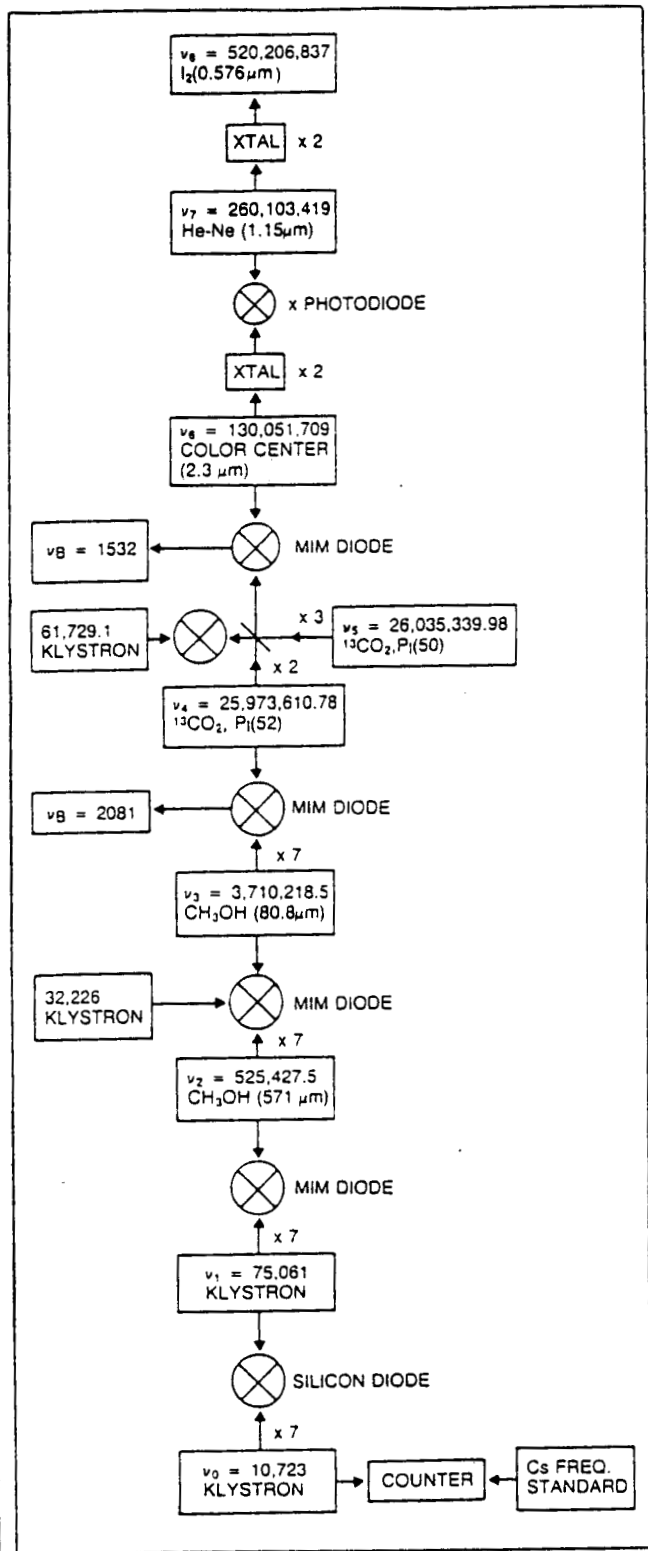 ν₈ = 520,206,837
I₂(0.576μm)
XTAL x 2
ν₇ = 260,103,419
He-Ne (1.15μm)
x PHOTODIODE
XTAL x 2
ν₆ = 130,051,709
COLOR CENTER
(2.3 μm)
νB = 1532
MIM DIODE
61,729.1
KLYSTRON
x 3
ν₅ = 26,035,339.98
¹³CO₂,Pᵢ(50)
x 2
ν₄ = 25,973,610.78
¹³CO₂, Pᵢ(52)
νB = 2081
MIM DIODE
x 7
ν₃ = 3,710,218.5
CH₃OH (80.8μm)
32,226
KLYSTRON
MIM DIODE
x 7
ν₂ = 525,427.5
CH₃OH (571 μm)
MIM DIODE
x 7
ν₁ = 75,061
KLYSTRON
SILICON DIODE
x 7
ν₀ = 10,723
KLYSTRON
COUNTER
Cs FREQ.
STANDARD